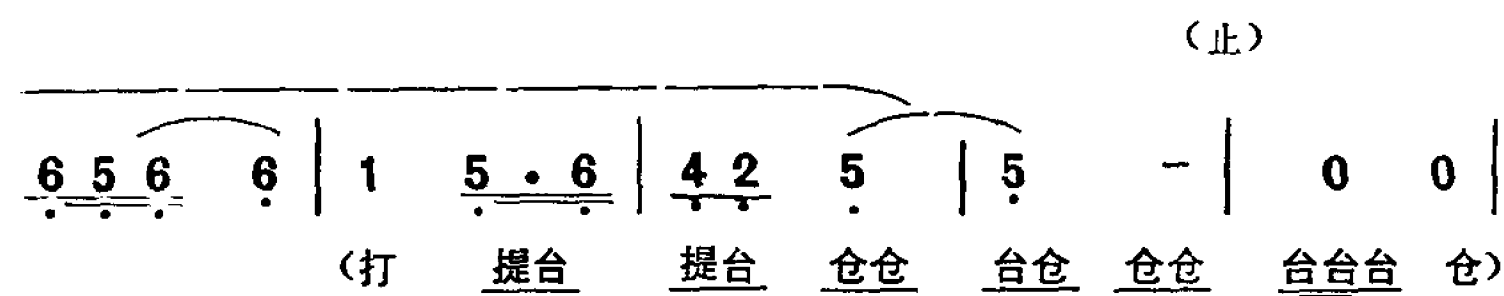 （止）
6 5 6 6 | 1 5 · 6 | 4 2 5 | 5 - | 0 0 |
（打 提台 提台 仓仓 台仓 仓仓 台台台 仓）